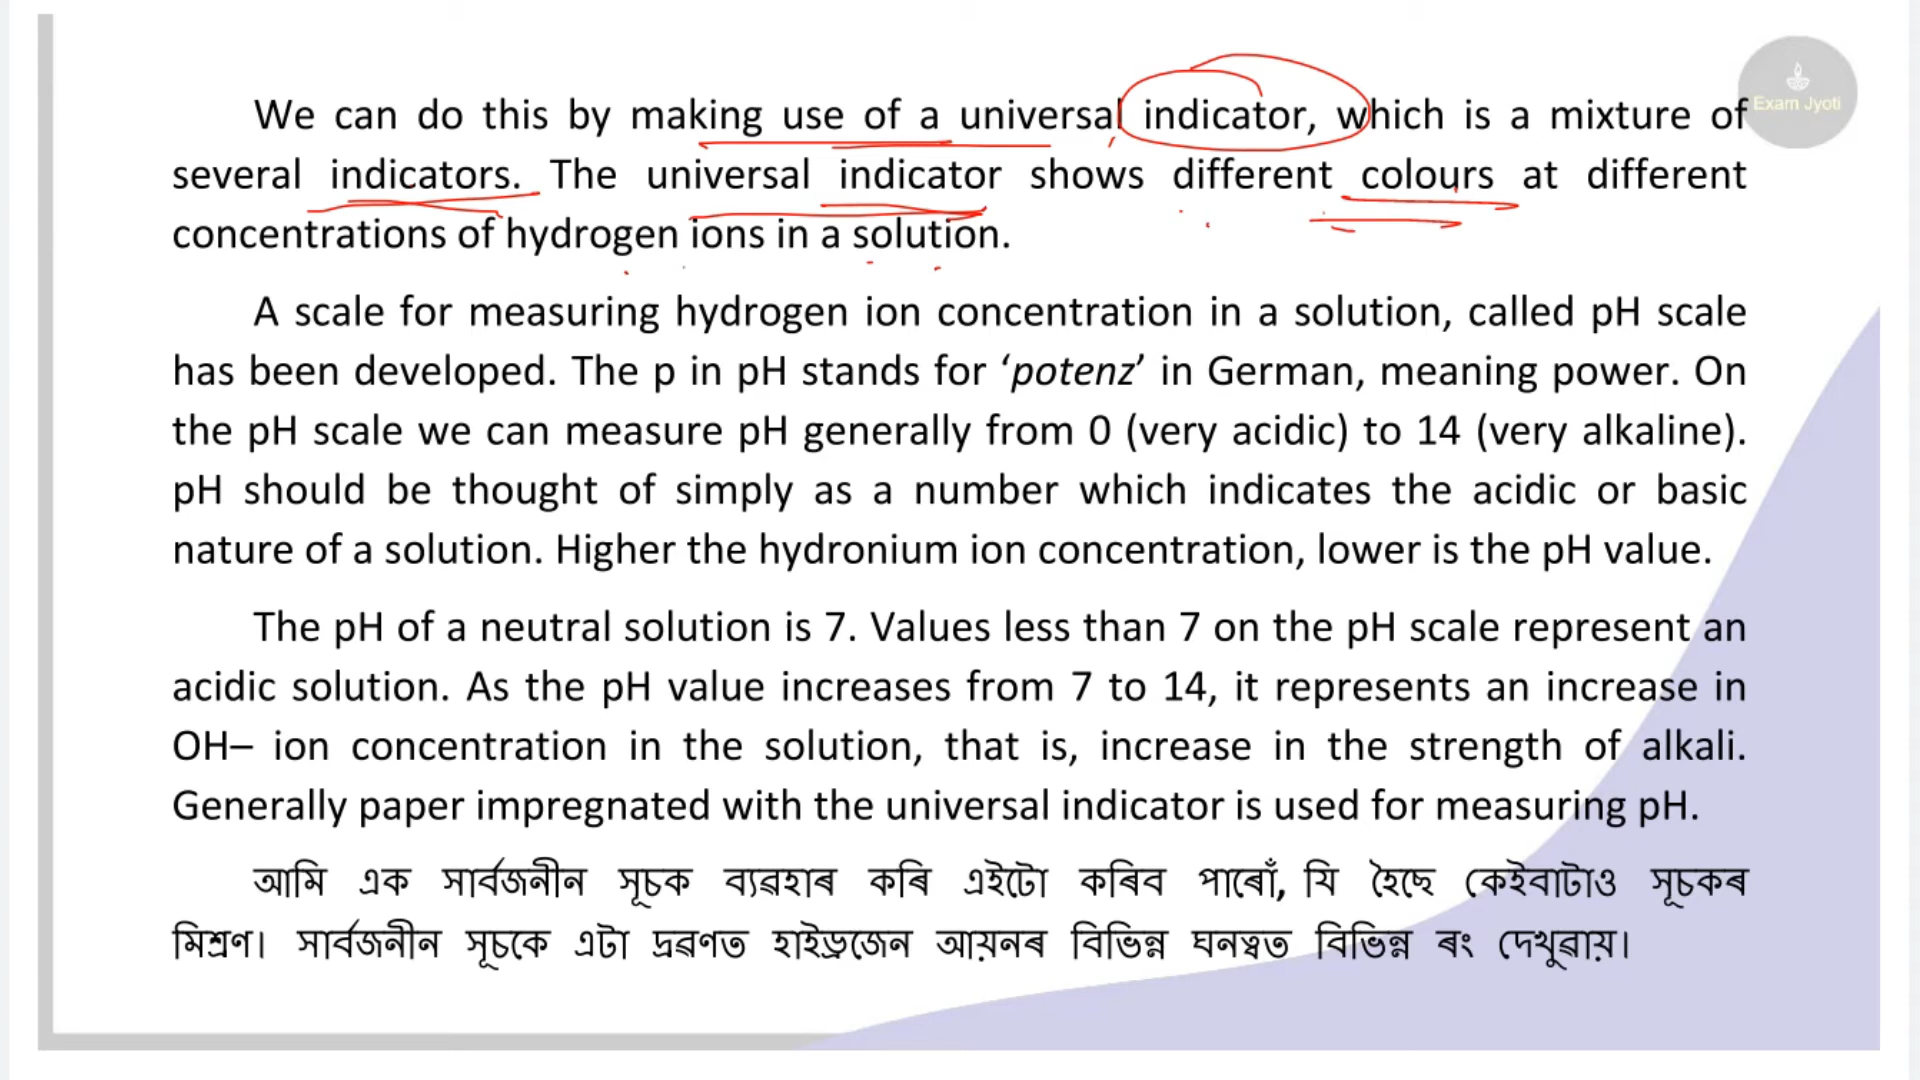 Exam Jyoti
We can do this by making use of a universal indicator, which is a mixture of
several indicators. The universal indicator shows different colours at different
concentrations of hydrogen ions in a solution.
A scale for measuring hydrogen ion concentration in a solution, called pH scale
has been developed. The p in pH stands for ‘potenz’ in German, meaning power. On
the pH scale we can measure pH generally from 0 (very acidic) to 14 (very alkaline).
pH should be thought of simply as a number which indicates the acidic or basic
nature of a solution. Higher the hydronium ion concentration, lower is the pH value.
The pH of a neutral solution is 7. Values less than 7 on the pH scale represent an
acidic solution. As the pH value increases from 7 to 14, it represents an increase in
OH– ion concentration in the solution, that is, increase in the strength of alkali.
Generally paper impregnated with the universal indicator is used for measuring pH.
আমি এক সাৰ্বজনীন সূচক ব্যৱহাৰ কৰি এইটো কৰিব পাৰোঁ, যি হৈছে কেইবাটাও সূচকৰ
মিশ্ৰণ। সাৰ্বজনীন সূচকে এটা দ্ৰৱণত হাইড্ৰজেন আয়নৰ বিভিন্ন ঘনত্বত বিভিন্ন ৰং দেখুৱায়।